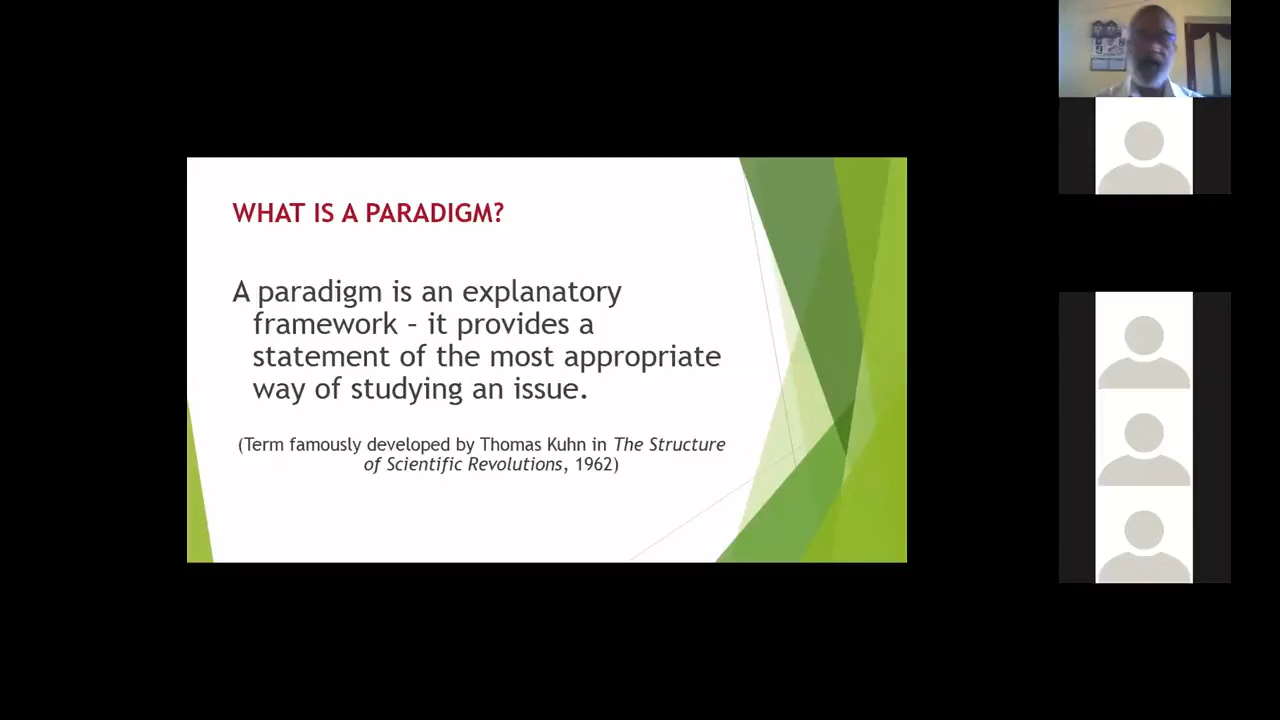 WHAT IS A PARADIGM?
A paradigm is an explanatory
framework – it provides a
statement of the most appropriate
way of studying an issue.
(Term famously developed by Thomas Kuhn in The Structure
of Scientific Revolutions, 1962)